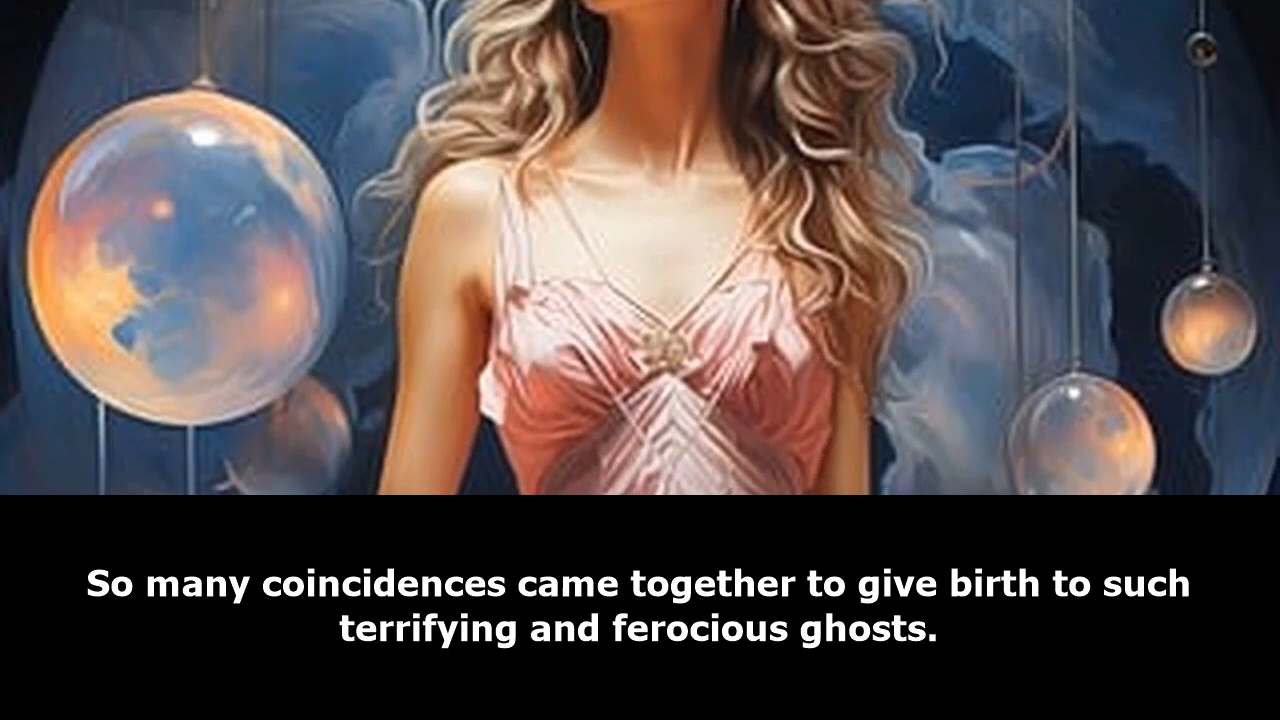 So many coincidences came together to give birth to such
terrifying and ferocious ghosts.